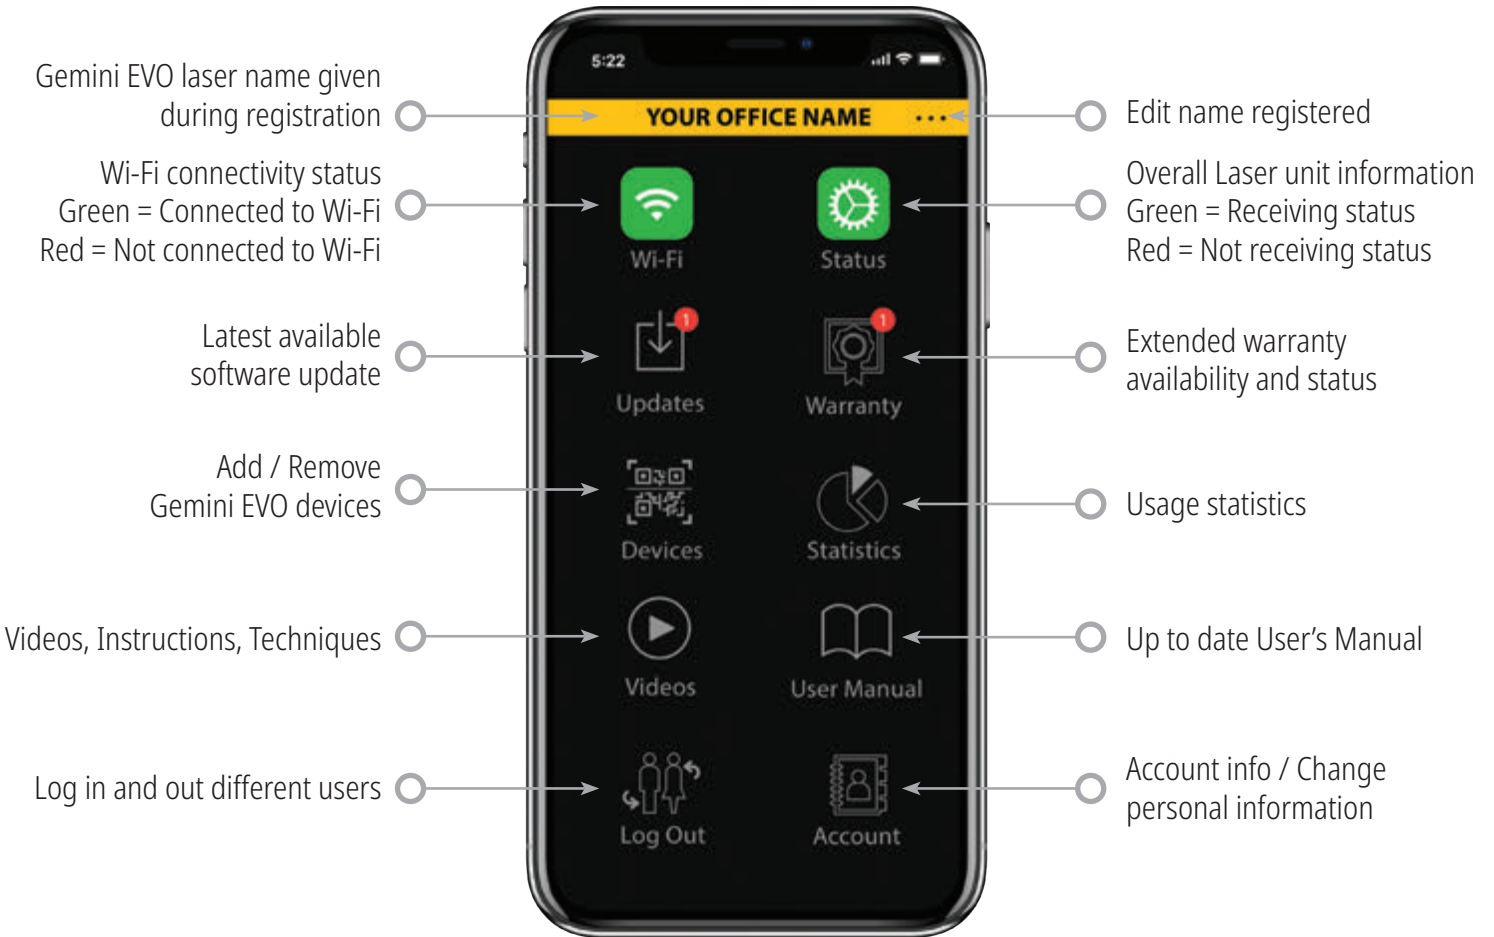 5:22
Gemini EVO laser name given
during registration
YOUR OFFICE NAME
Edit name registered
Wi-Fi connectivity status
Green = Connected to Wi-Fi
Red = Not connected to Wi-Fi
Wi-Fi
Status
Overall Laser unit information
Green = Receiving status
Red = Not receiving status
Latest available
software update
1
Updates
1
Warranty
Extended warranty
availability and status
Add / Remove
Gemini EVO devices
Devices
Statistics
Usage statistics
Videos, Instructions, Techniques
Videos
User Manual
Up to date User's Manual
Log in and out different users
Log Out
Account
Account info / Change
personal information